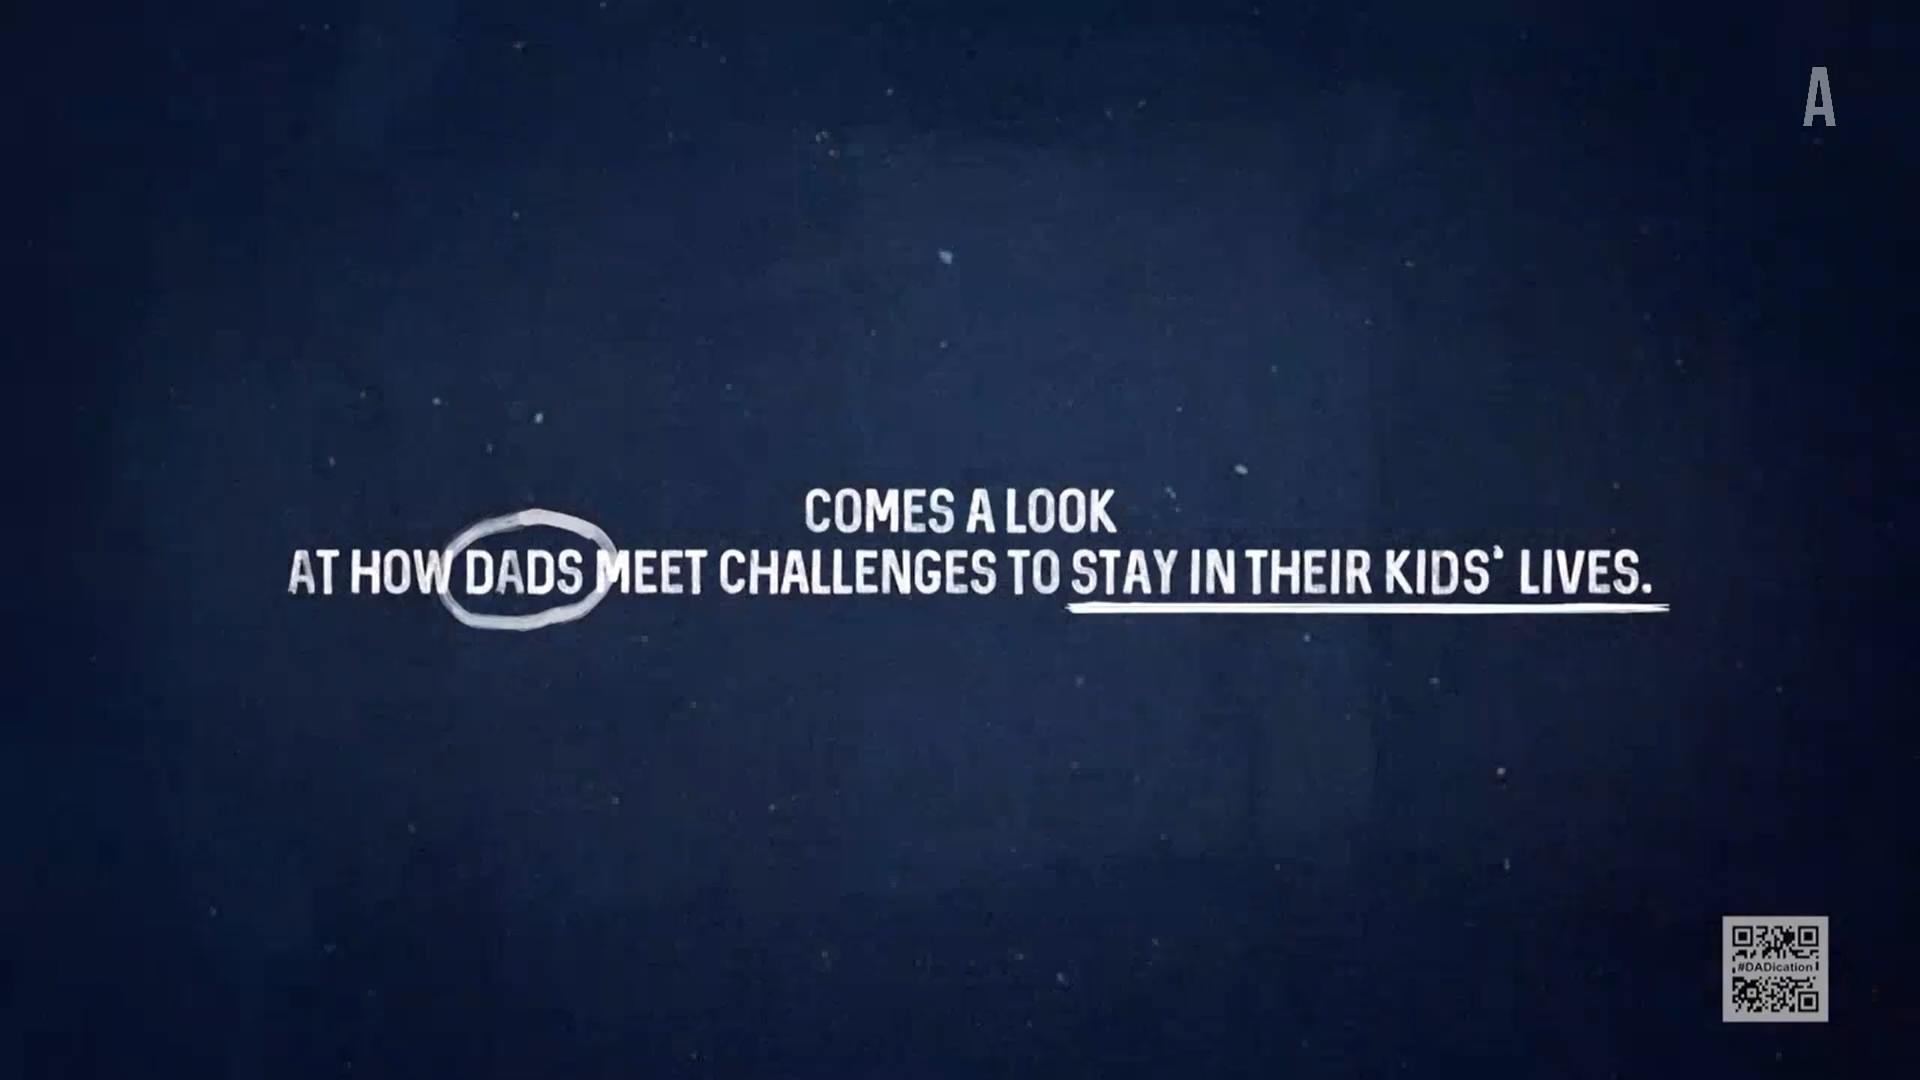 A
COMES A LOOK
AT HOW DADS MEET CHALLENGES TO STAY IN THEIR KIDS' LIVES.
#DADication